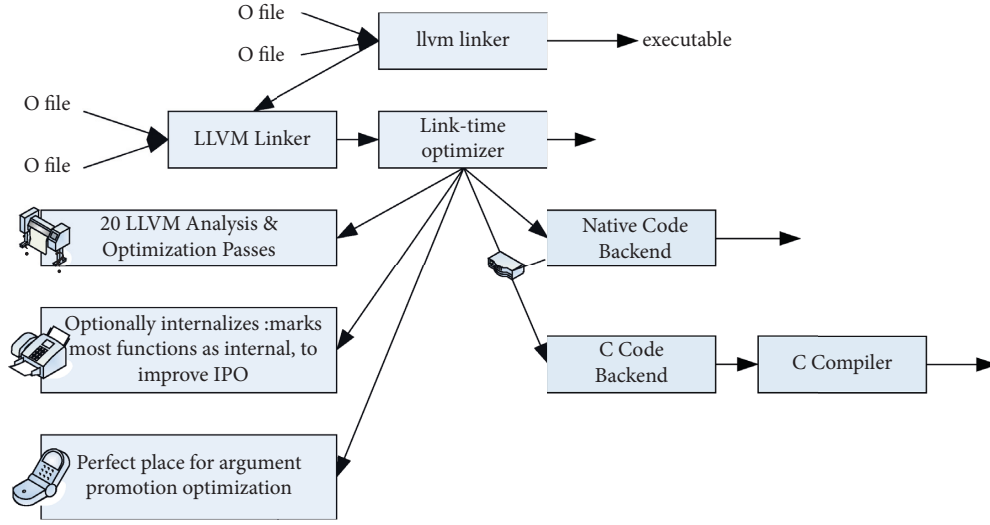 O file
llvm linker
executable
O file
O file
LLVM Linker
Link-time
optimizer
O file
20 LLVM Analysis &
Optimization Passes
Native Code
Backend
Optionally internalizes :marks
most functions as internal, to
improve IPO
C Code
Backend
C Compiler
Perfect place for argument
promotion optimization